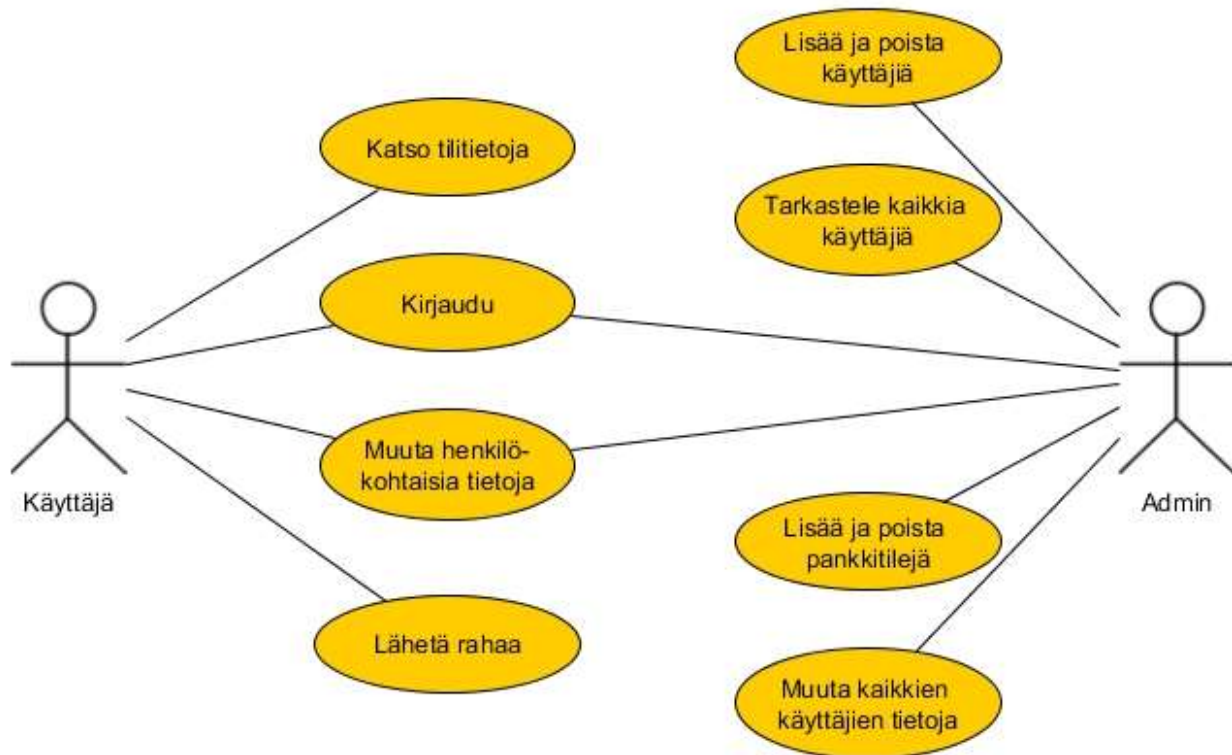 Lisää ja poista
käyttäjiä
Katso tilitietoja
Tarkastele kaikkia
käyttäjiä
Kirjaudu
Muuta henkilö-
kohtaisia tietoja
Käyttäjä
Admin
Lisää ja poista
pankkitilejä
Lähetä rahaa
Muuta kaikkien
käyttäjien tietoja